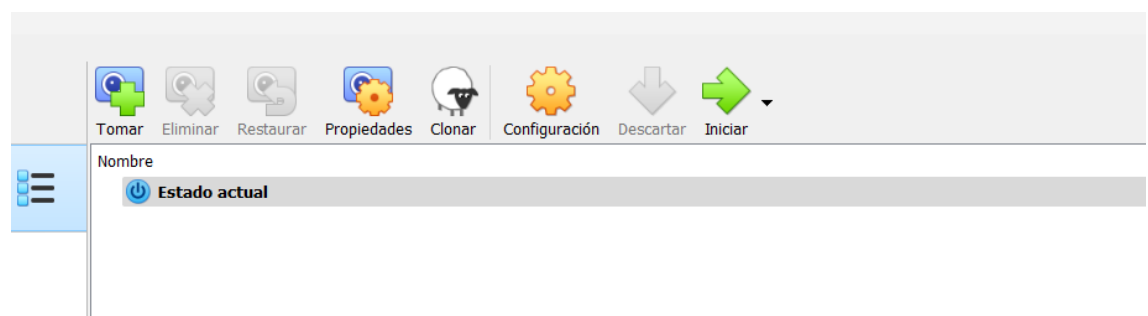 Tomar Eliminar Restaurar Propiedades Clonar Configuración Descartar Iniciar
Nombre
Estado actual